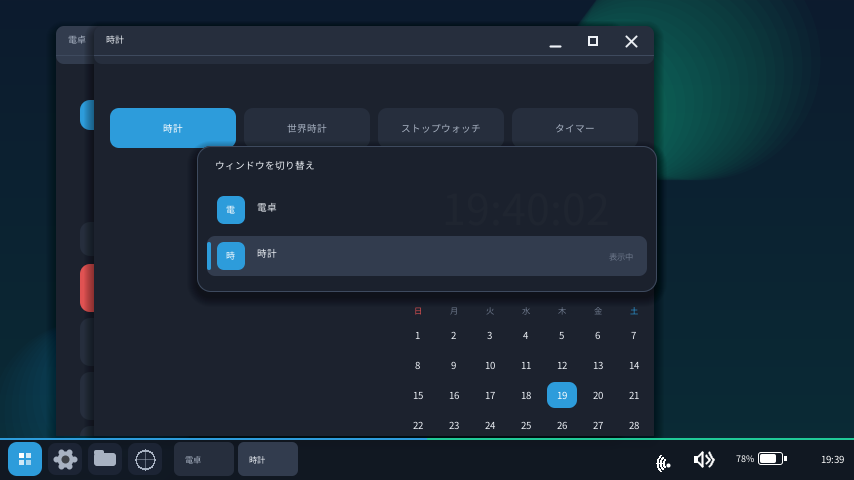 電卓
時計
時計 世界時計 ストップウォッチ タイマー
ウィンドウを切り替え
19:40:02
電 電卓
時 時計 表示中
日 月 火 水 木 金 土
1 2 3 4 5 6 7
8 9 10 11 12 13 14
15 16 17 18 19 20 21
22 23 24 25 26 27 28
電卓 時計 78% 19:39